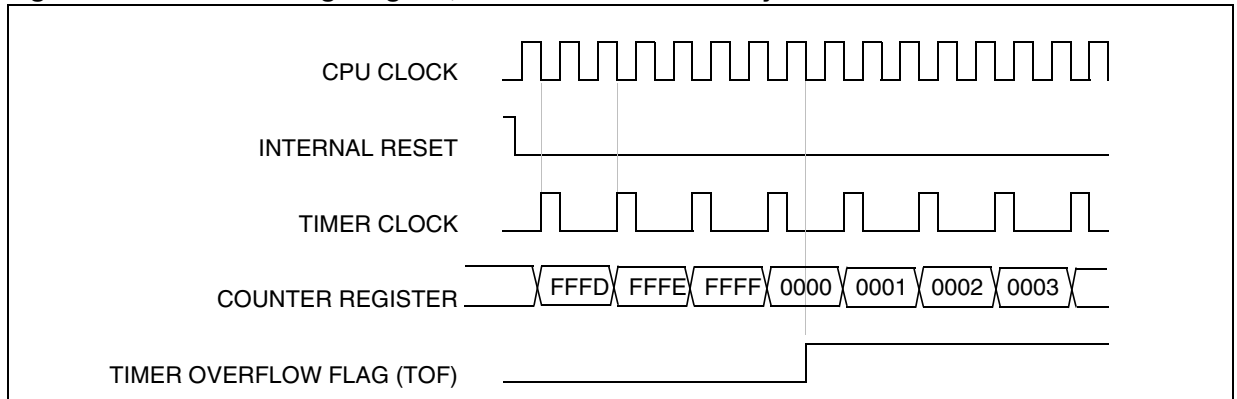 CPU CLOCK
INTERNAL RESET
TIMER CLOCK
COUNTER REGISTER FFFD FFFE FFFF 0000 0001 0002 0003
TIMER OVERFLOW FLAG (TOF)